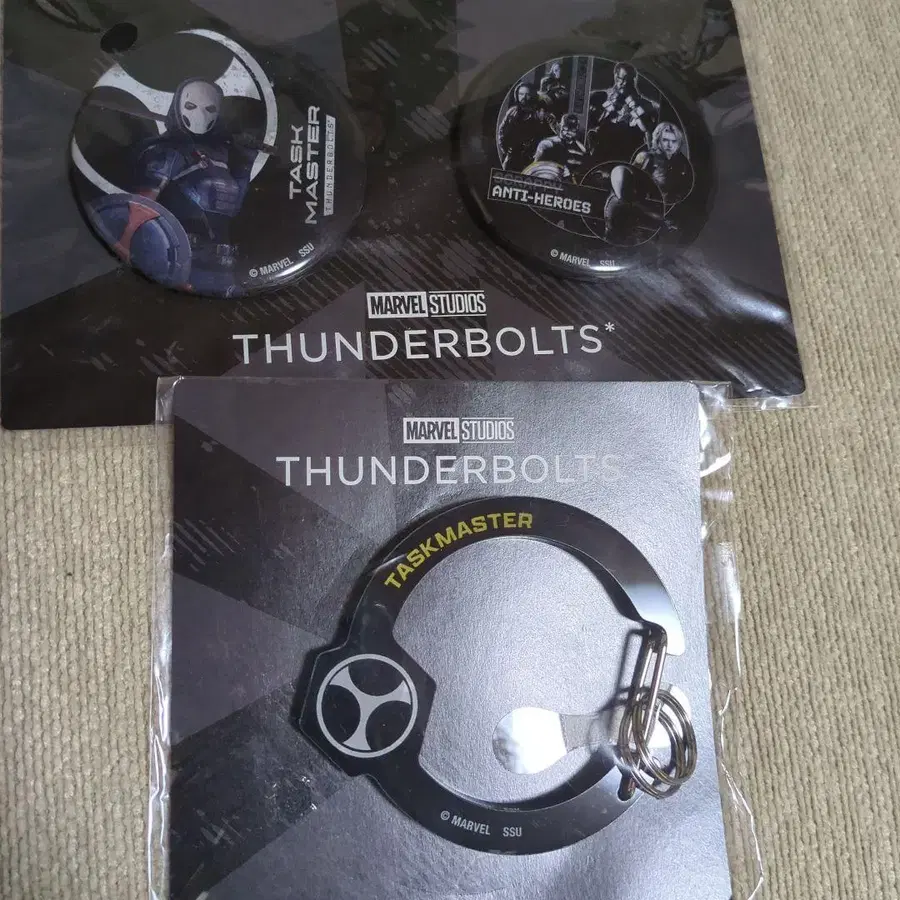 TASK
MASTER
THUNDERBOLTS
© MARVEL SSU
ANTI-HEROES
© MARVEL SSU
MARVEL STUDIOS
THUNDERBOLTS*
MARVEL STUDIOS
THUNDERBOLTS
TASKMASTER
© MARVEL SSU